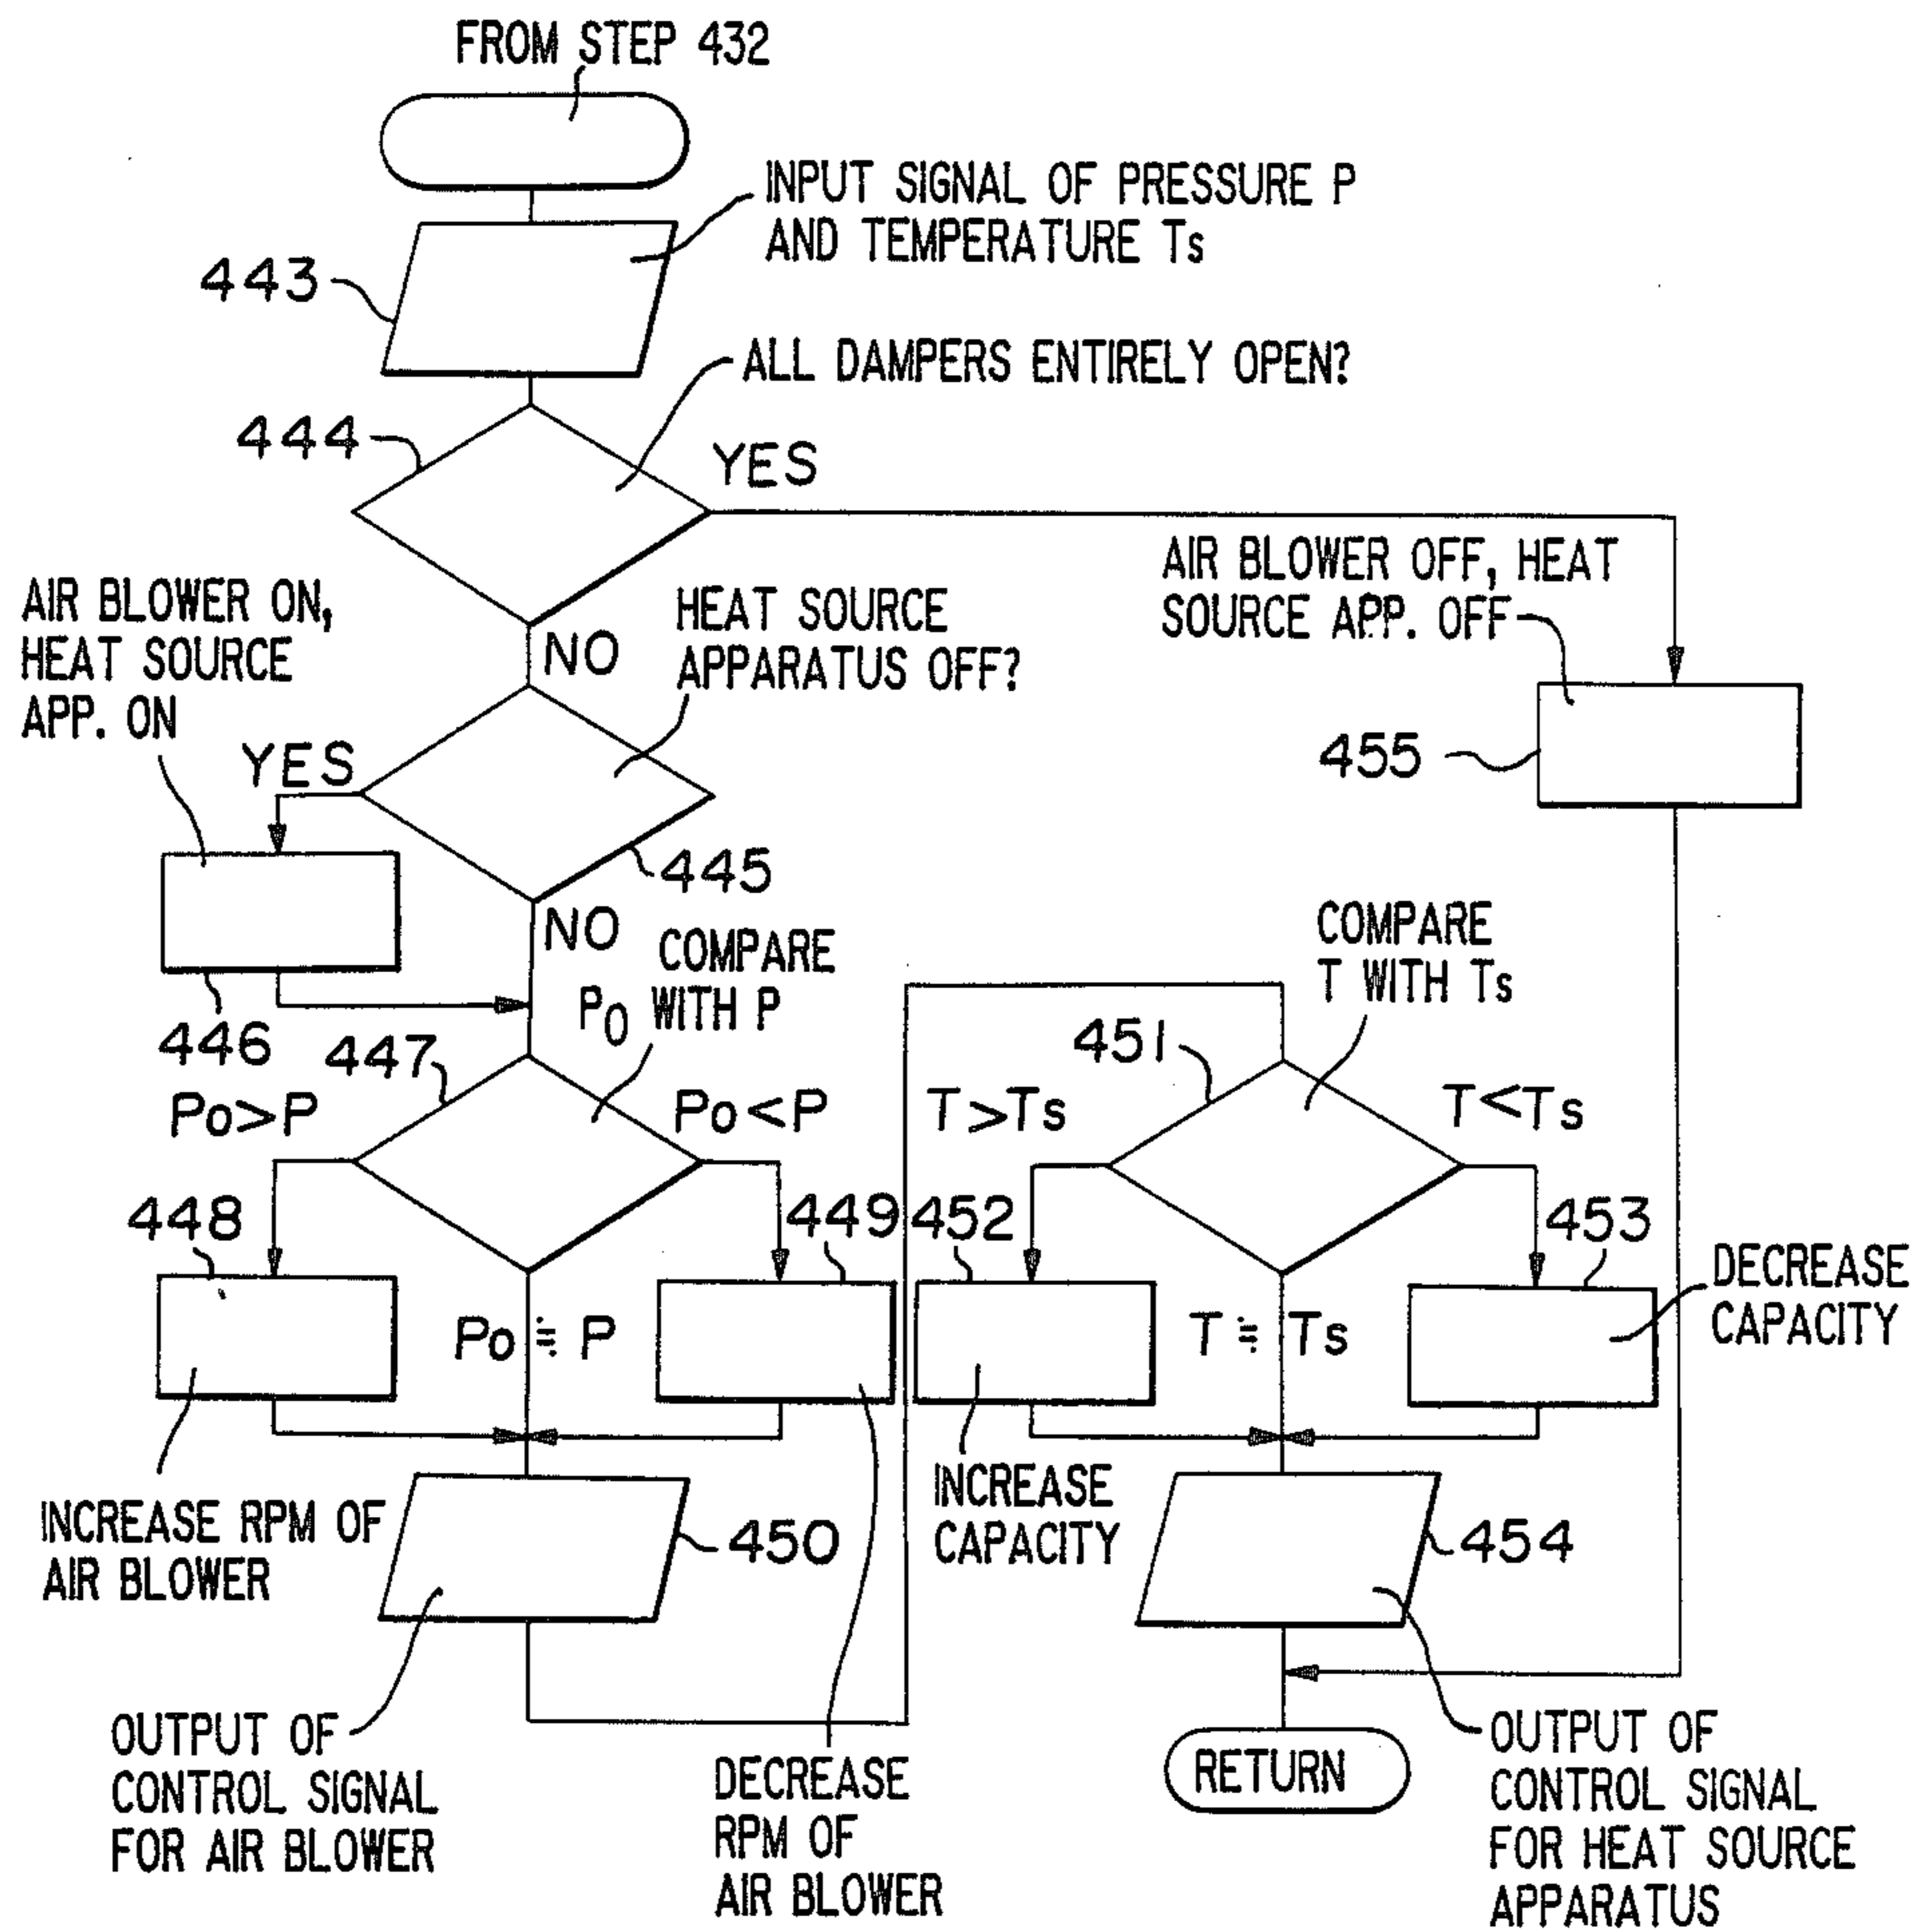 FROM STEP 432
INPUT SIGNAL OF PRESSURE P
AND TEMPERATURE Ts
443
ALL DAMPERS ENTIRELY OPEN?
444
YES
AIR BLOWER OFF, HEAT
SOURCE APP. OFF
AIR BLOWER ON,
HEAT SOURCE
APP. ON
NO
HEAT SOURCE
APPARATUS OFF?
YES
455
445
NO
COMPARE
P0 WITH P
446
447
COMPARE
T WITH Ts
451
Po>P
Po<P
T>Ts
T<Ts
448
449
452
453
DECREASE
CAPACITY
Po ≒ P
T ≒ Ts
INCREASE RPM OF
AIR BLOWER
450
INCREASE
CAPACITY
454
OUTPUT OF
CONTROL SIGNAL
FOR AIR BLOWER
DECREASE
RPM OF
AIR BLOWER
RETURN
OUTPUT OF
CONTROL SIGNAL
FOR HEAT SOURCE
APPARATUS